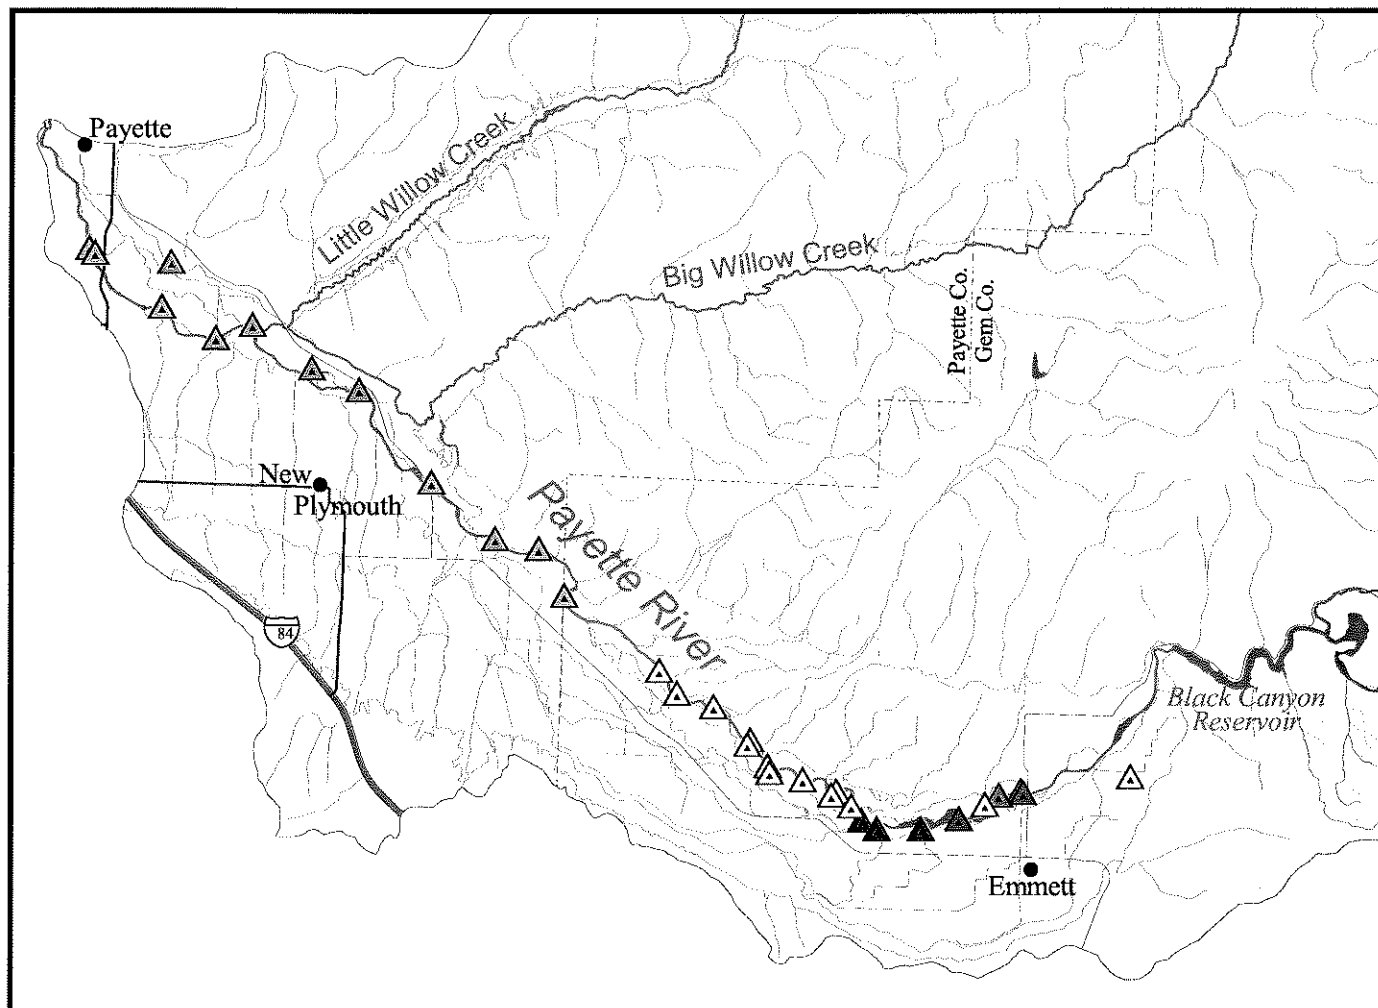 Payette
Little Willow Creek
Big Willow Creek
Payette Co.
Gem Co.
New
Plymouth
Payette River
84
Black Canyon
Reservoir
Emmett